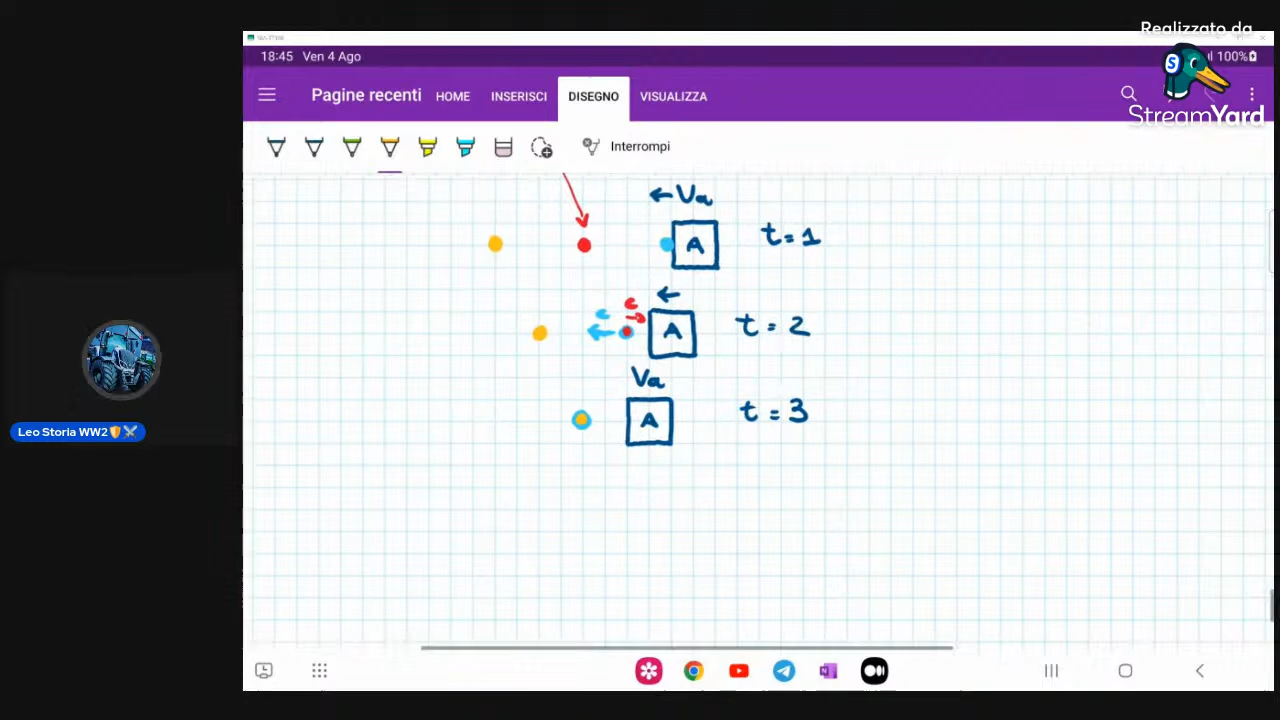 Realizzato da
StreamYard
18:45 Ven 4 Ago
100%
Pagine recenti HOME INSERISCI DISEGNO VISUALIZZA
Interrompi
←Va
A t=1
c c ←
A t=2
Va
A t=3
Leo Storia WW2🛡️⚔️